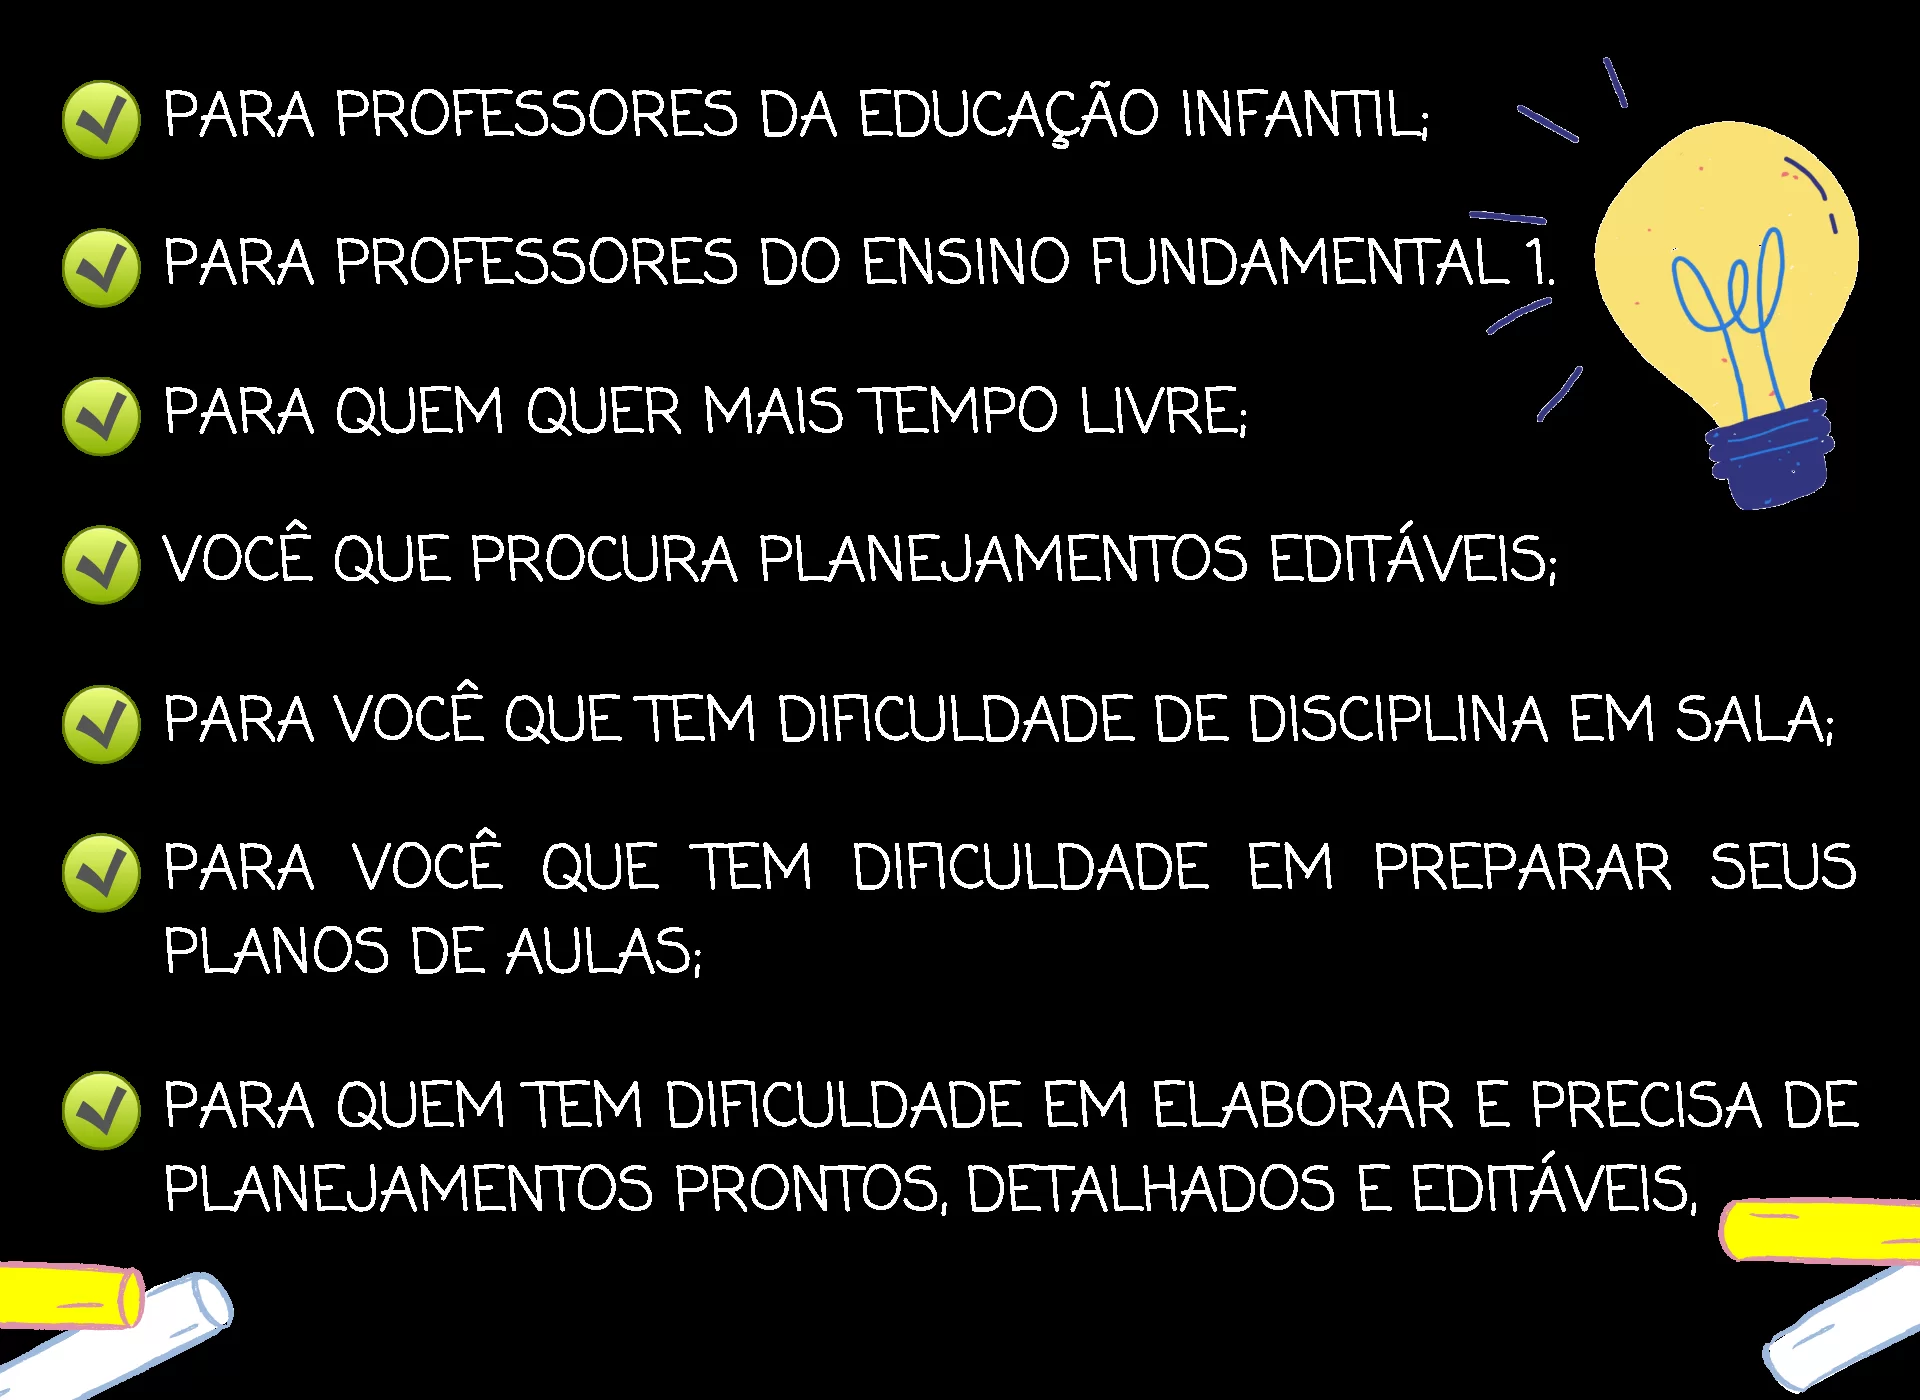 PARA PROFESSORES DA EDUCAÇÃO INFANTIL;
PARA PROFESSORES DO ENSINO FUNDAMENTAL 1.
PARA QUEM QUER MAIS TEMPO LIVRE;
VOCÊ QUE PROCURA PLANEJAMENTOS EDITÁVEIS;
PARA VOCÊ QUE TEM DIFICULDADE DE DISCIPLINA EM SALA;
PARA VOCÊ QUE TEM DIFICULDADE EM PREPARAR SEUS
PLANOS DE AULAS;
PARA QUEM TEM DIFICULDADE EM ELABORAR E PRECISA DE
PLANEJAMENTOS PRONTOS, DETALHADOS E EDITÁVEIS,